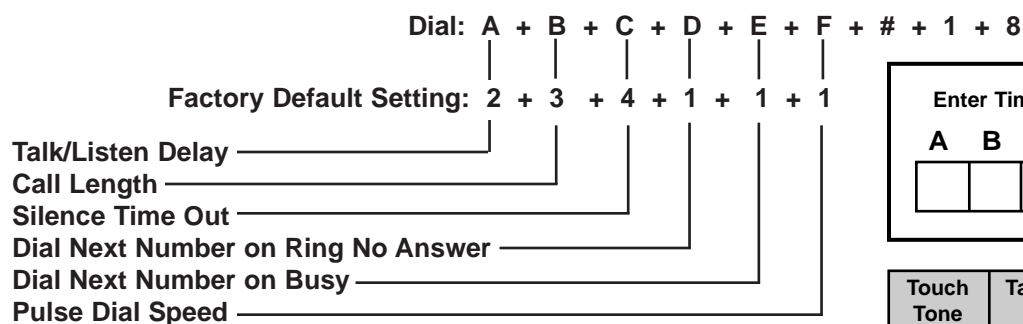 Dial: A + B + C + D + E + F + # + 1 + 8
Factory Default Setting: 2 + 3 + 4 + 1 + 1 + 1
Talk/Listen Delay
Call Length
Silence Time Out
Dial Next Number on Ring No Answer
Dial Next Number on Busy
Pulse Dial Speed
Enter
A B
Touch
Tone